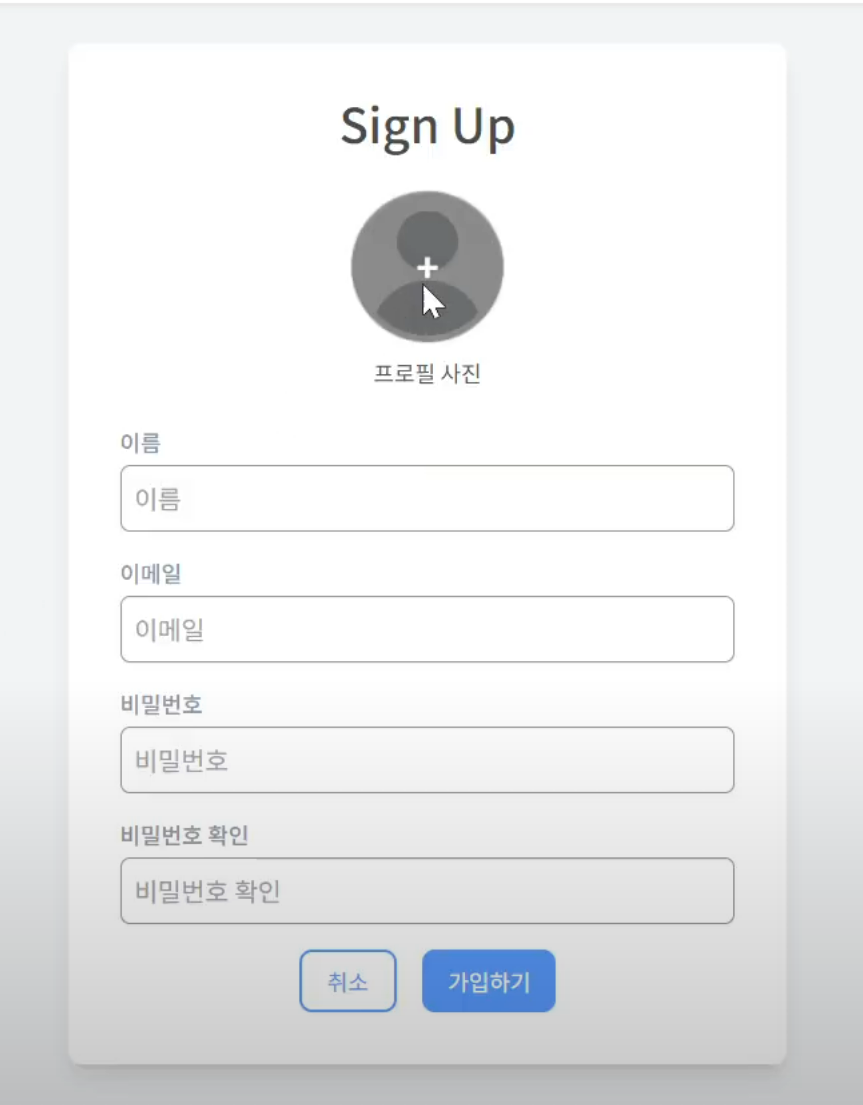 Sign Up
+
프로필 사진
이름
이름
이메일
이메일
비밀번호
비밀번호
비밀번호 확인
비밀번호 확인
취소 가입하기